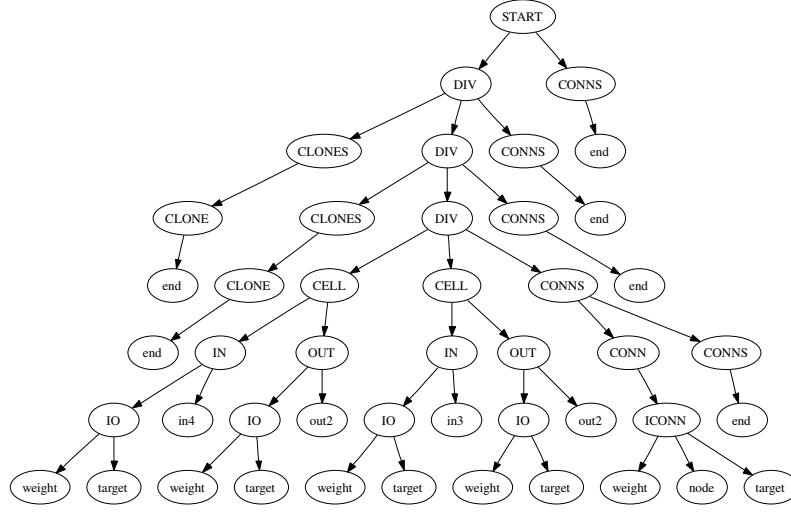 START
DIV CONNS
CLONES DIV CONNS end
CLONE CLONES DIV CONNS end
end CLONE CELL CELL CONNS end
end IN OUT IN OUT CONN CONNS
IO in4 IO out2 IO in3 IO out2 ICONN end
weight target weight target weight target weight target weight node target